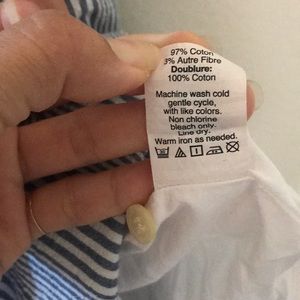 97% Coton
3% Autre Fibre
Doublure:
100% Coton
Machine wash cold
gentle cycle,
with like colors.
Non chlorine
bleach only.
Line dry.
Warm iron as needed.